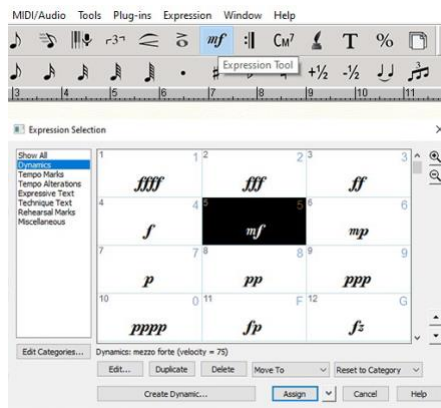 MIDI/Audio Tools Plug-ins Expression Window Help
3 mf CM7 T %
Expression Tool +½ -½ 3
3 4 5 6 7 8 9 10 11
Expression Selection
Show All
Dynamics
Tempo Marks
Tempo Alterations
Expressive Text
Technique Text
Rehearsal Marks
Miscellaneous
1 1 2 2 3 3
ffff fff ff
4 4 5 5 6 6
f mf mp
7 7 8 8 9 9
p pp ppp
10 0 11 F 12 G
pppp fp fz
Edit Categories... Dynamics: mezzo forte (velocity = 75)
Edit... Duplicate Delete Move To Reset to Category
Create Dynamic... Assign Cancel Help